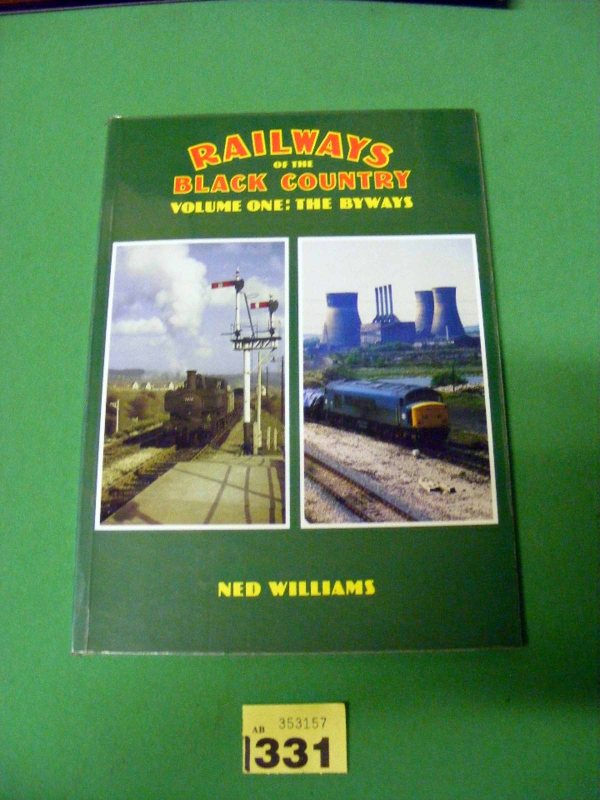 RAILWAYS
OF THE
BLACK COUNTRY
VOLUME ONE: THE BYWAYS
NED WILLIAMS
AB 353157
331